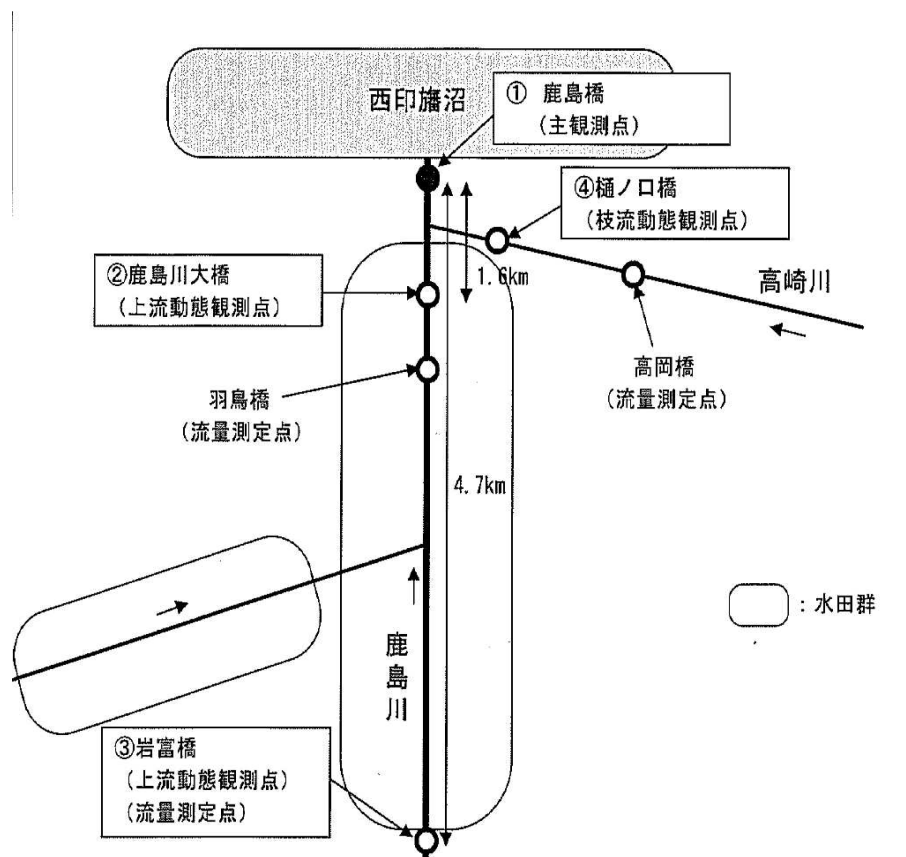 西印旛沼
① 鹿島橋
(主観測点)
④樋ノ口橋
(枝流動態観測点)
②鹿島川大橋
(上流動態観測点)
1.6km
高崎川
高岡橋
(流量測定点)
羽鳥橋
(流量測定点)
4.7km
:水田群
鹿島川
③岩富橋
(上流動態観測点)
(流量測定点)